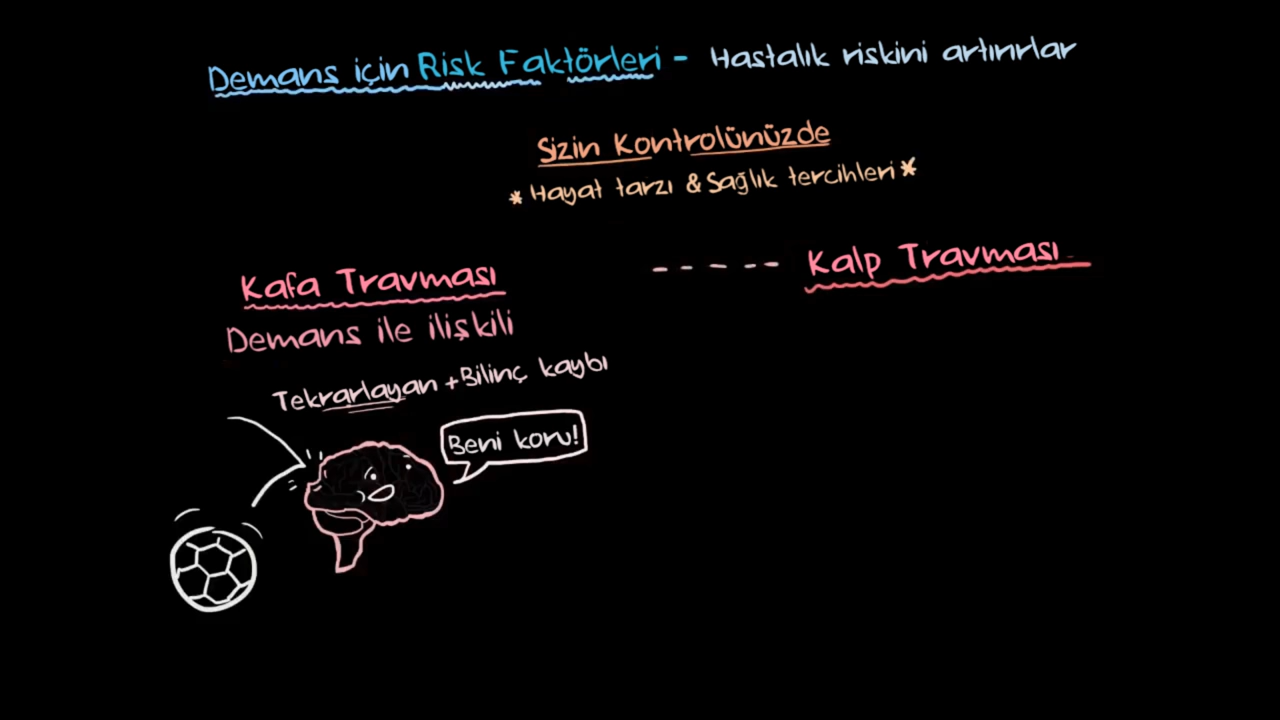 Demans için Risk Faktörleri - Hastalık riskini artırırlar
Sizin Kontrolünüzde
* Hayat tarzı & Sağlık tercihleri *
Kafa Travması ----- Kalp Travması
Demans ile ilişkili
Tekrarlayan + Bilinç kaybı
Beni koru!